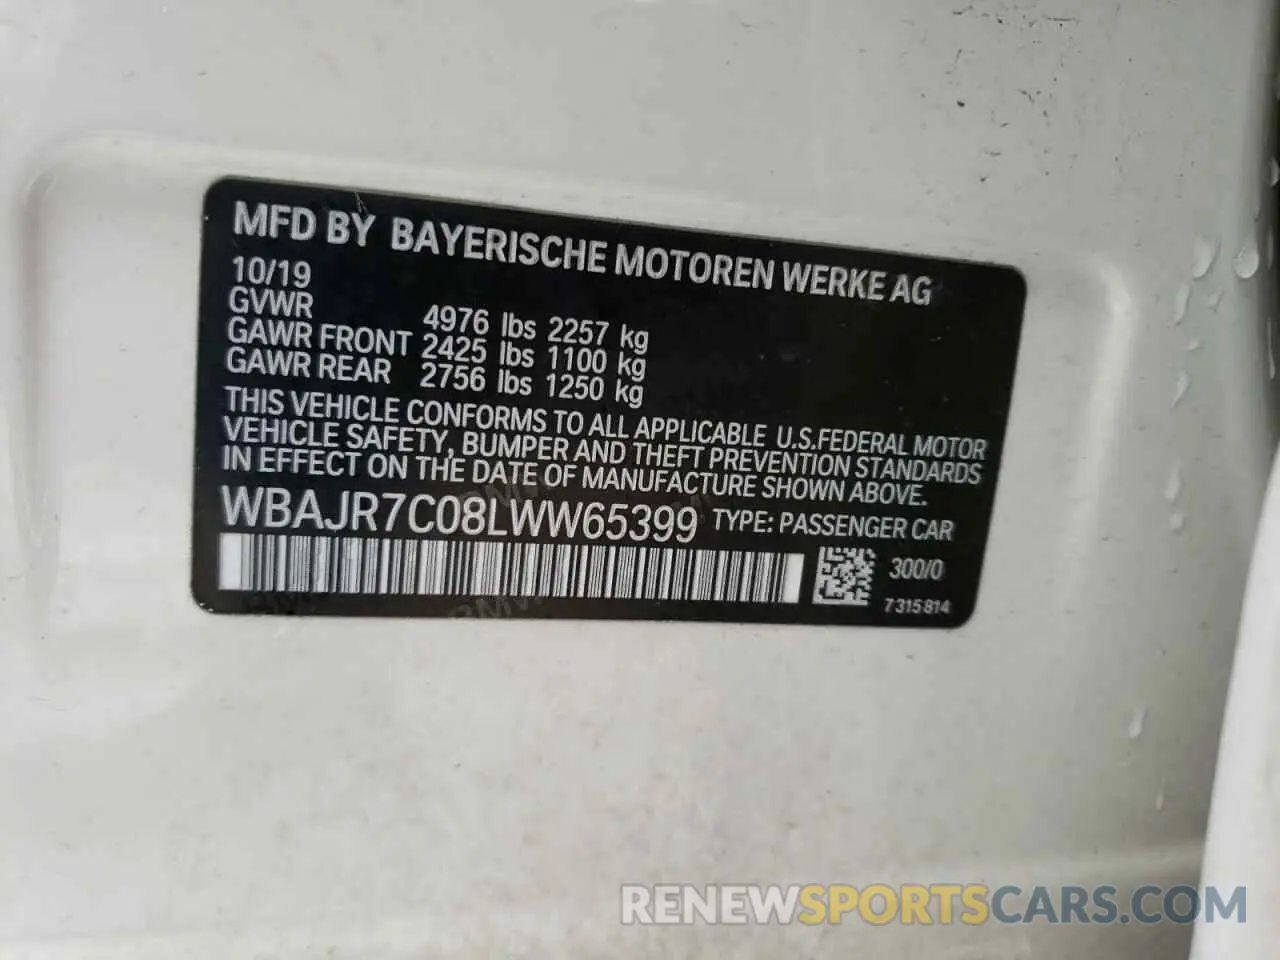 MFD BY BAYERISCHE MOTOREN WERKE AG
10/19
GVWR 4976 lbs 2257 kg
GAWR FRONT 2425 lbs 1100 kg
GAWR REAR 2756 lbs 1250 kg
THIS VEHICLE CONFORMS TO ALL APPLICABLE U.S.FEDERAL MOTOR
VEHICLE SAFETY, BUMPER AND THEFT PREVENTION STANDARDS
IN EFFECT ON THE DATE OF MANUFACTURE SHOWN ABOVE.
WBAJR7C08LWW65399 TYPE: PASSENGER CAR
300/0
7315814
RENEWSPORTSCARS.COM